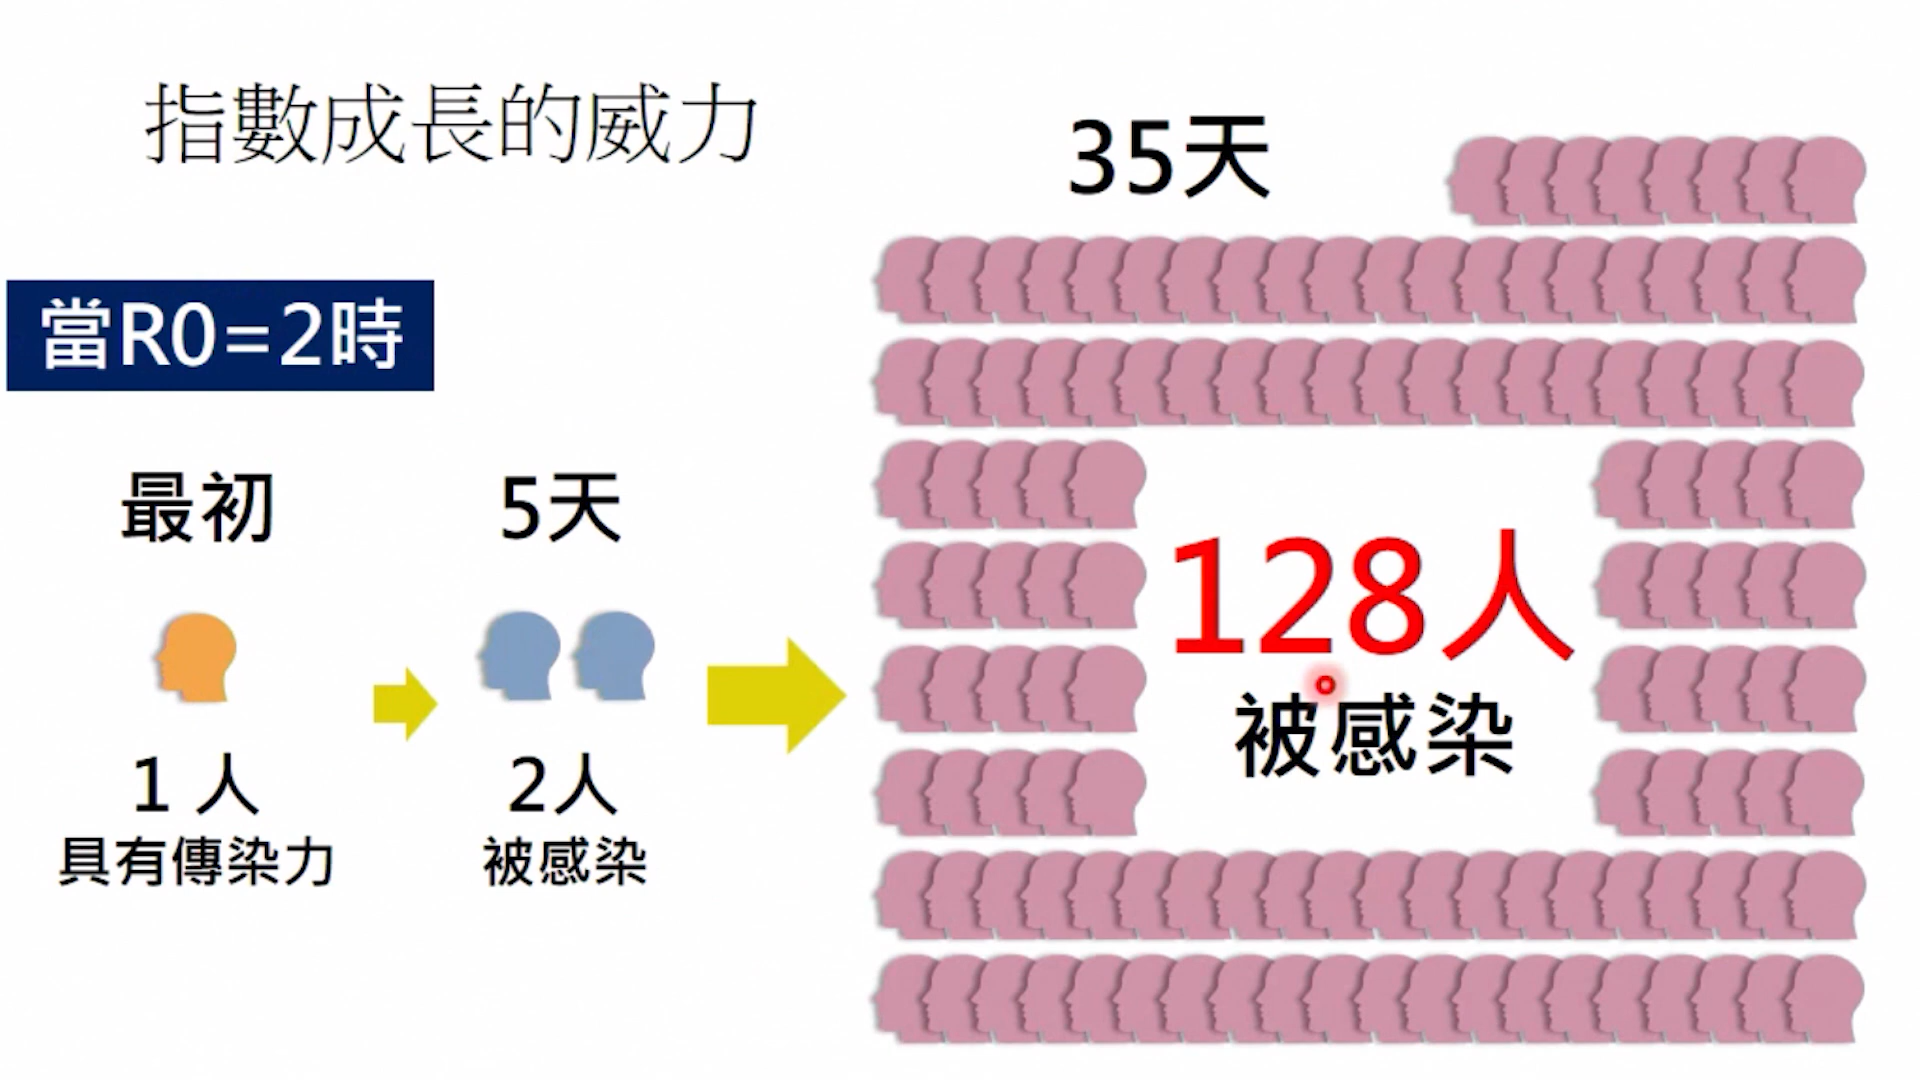 指數成長的威力
當R0=2時
最初
1 人
具有傳染力
5天
2人
被感染
35天
128人
被感染